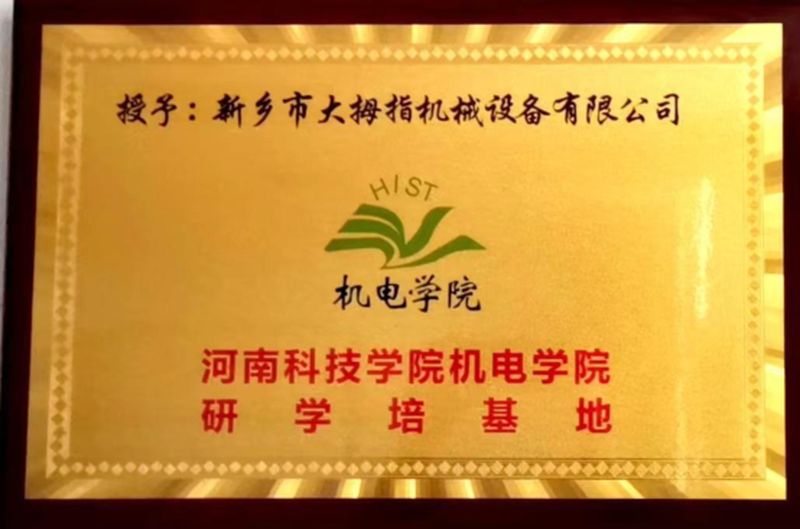 授予：新乡市大拇指机械设备有限公司
HIST
机电学院
河南科技学院机电学院
研学培基地